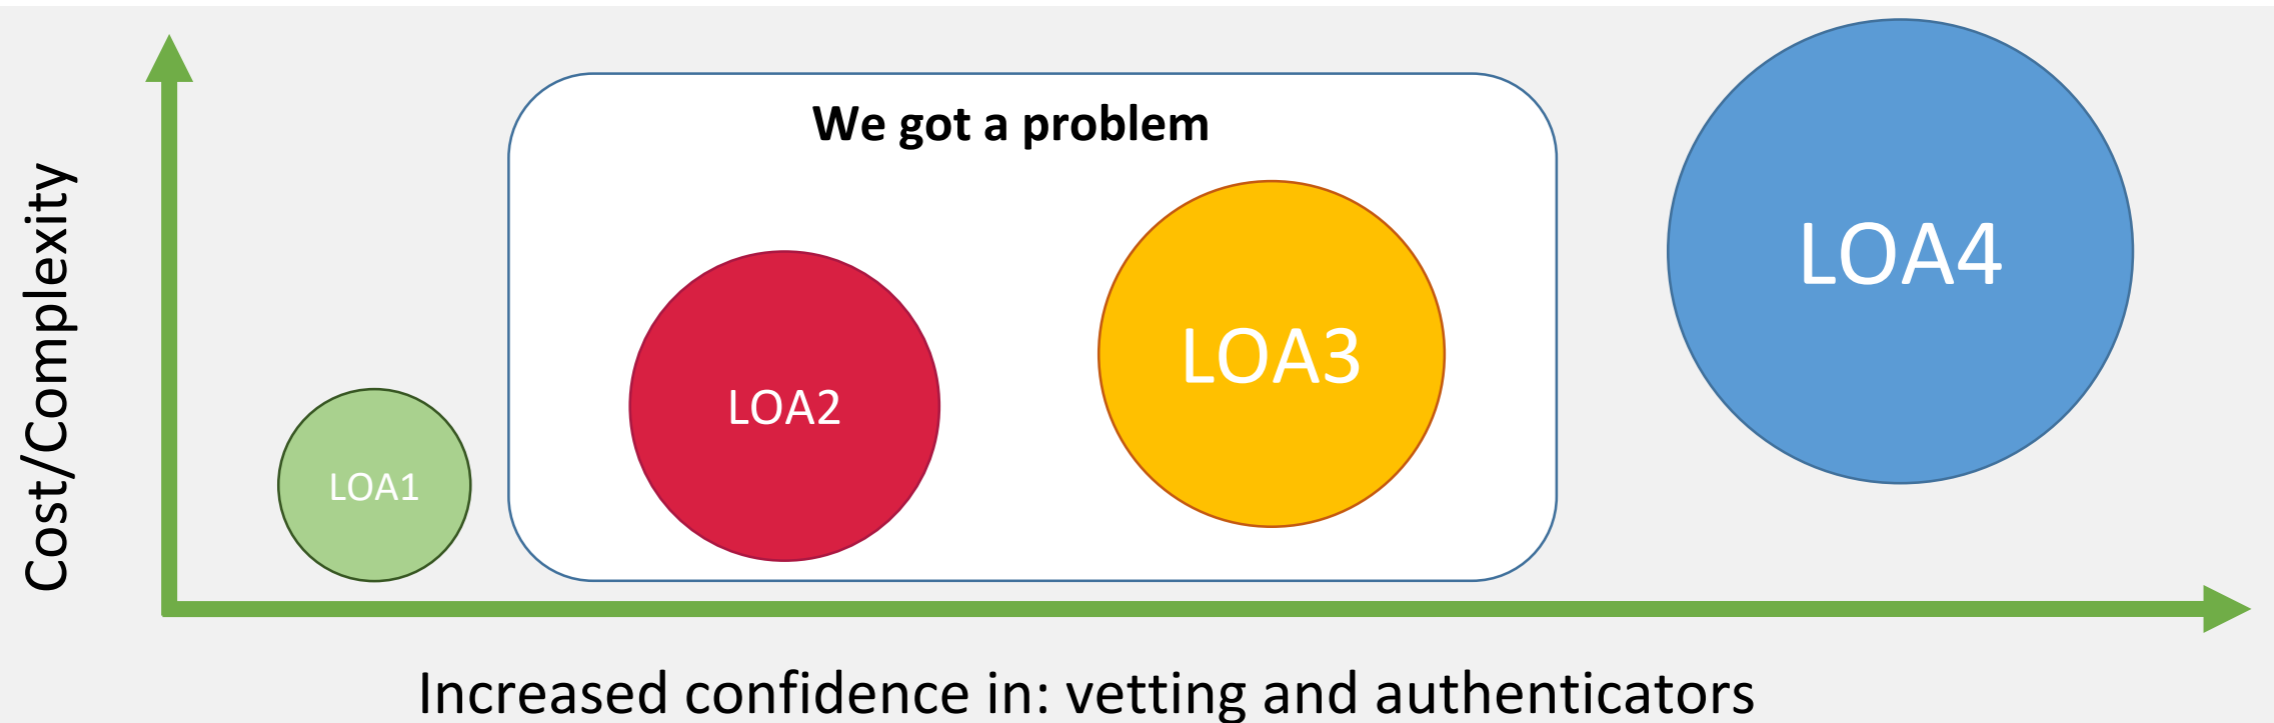 We got a problem
Cost/Complexity
LOA1
LOA2
LOA3
LOA4
Increased confidence in: vetting and authenticators